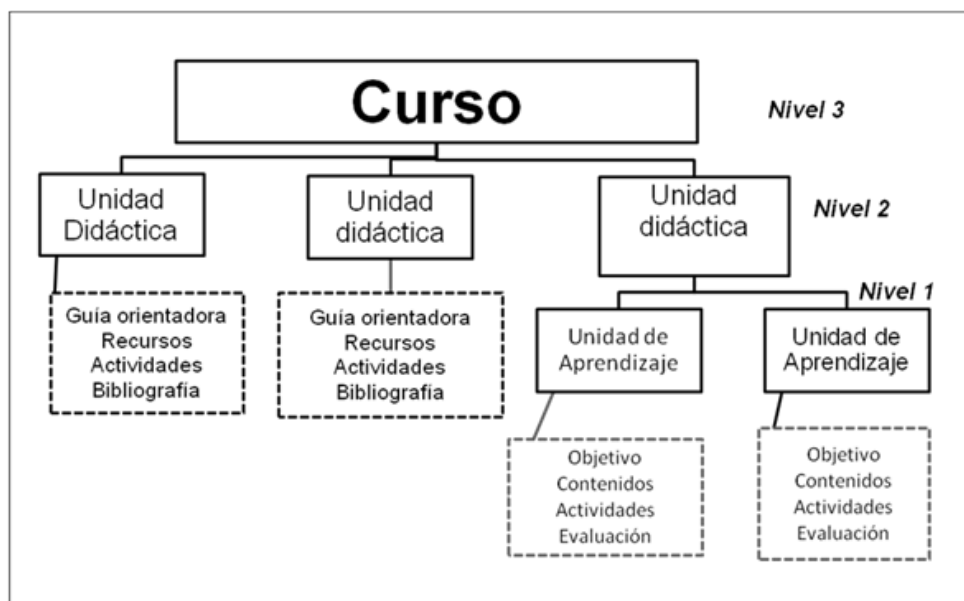 Curso
Nivel 3
Unidad
Didáctica
Unidad
didáctica
Unidad
didáctica
Nivel 2
Guía orientadora
Recursos
Actividades
Bibliografía
Guía orientadora
Recursos
Actividades
Bibliografía
Nivel 1
Unidad de
Aprendizaje
Unidad de
Aprendizaje
Objetivo
Contenidos
Actividades
Evaluación
Objetivo
Contenidos
Actividades
Evaluación